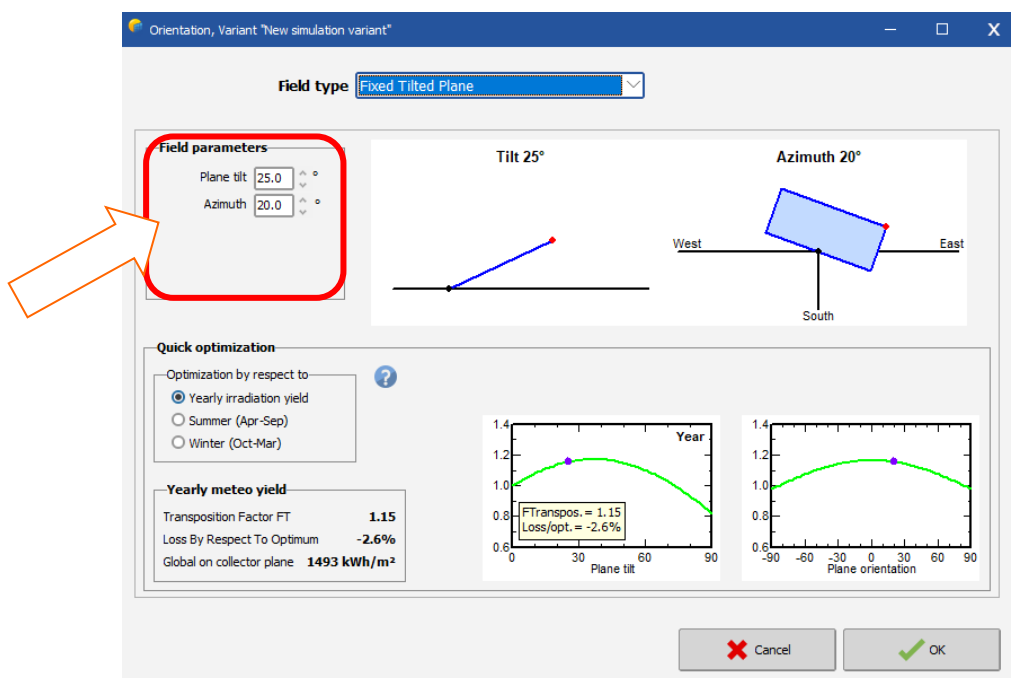 Orientation, Variant "New simulation variant"
Field type Fixed Tilted Plane
Field parameters
Plane tilt 25.0 °
Azimuth 20.0 °
Tilt 25°
Azimuth 20°
West East
South
Quick optimization
Optimization by respect to
Yearly irradiation yield
Summer (Apr-Sep)
Winter (Oct-Mar)
?
Yearly meteo yield
Transposition Factor FT 1.15
Loss By Respect To Optimum -2.6%
Global on collector plane 1493 kWh/m²
1.4
1.2
1.0
0.8
0.6
Year
FTranspos.= 1.15
Loss/opt.= -2.6%
0 30 60 90
Plane tilt
1.4
1.2
1.0
0.8
0.6
-90 -60 -30 0 30 60 90
Plane orientation
Cancel OK